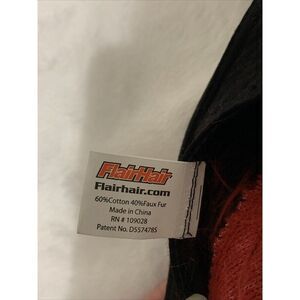 FlairHair
Flairhair.com
60%Cotton 40%Faux Fur
Made in China
RN # 109028
Patent No. D557478S